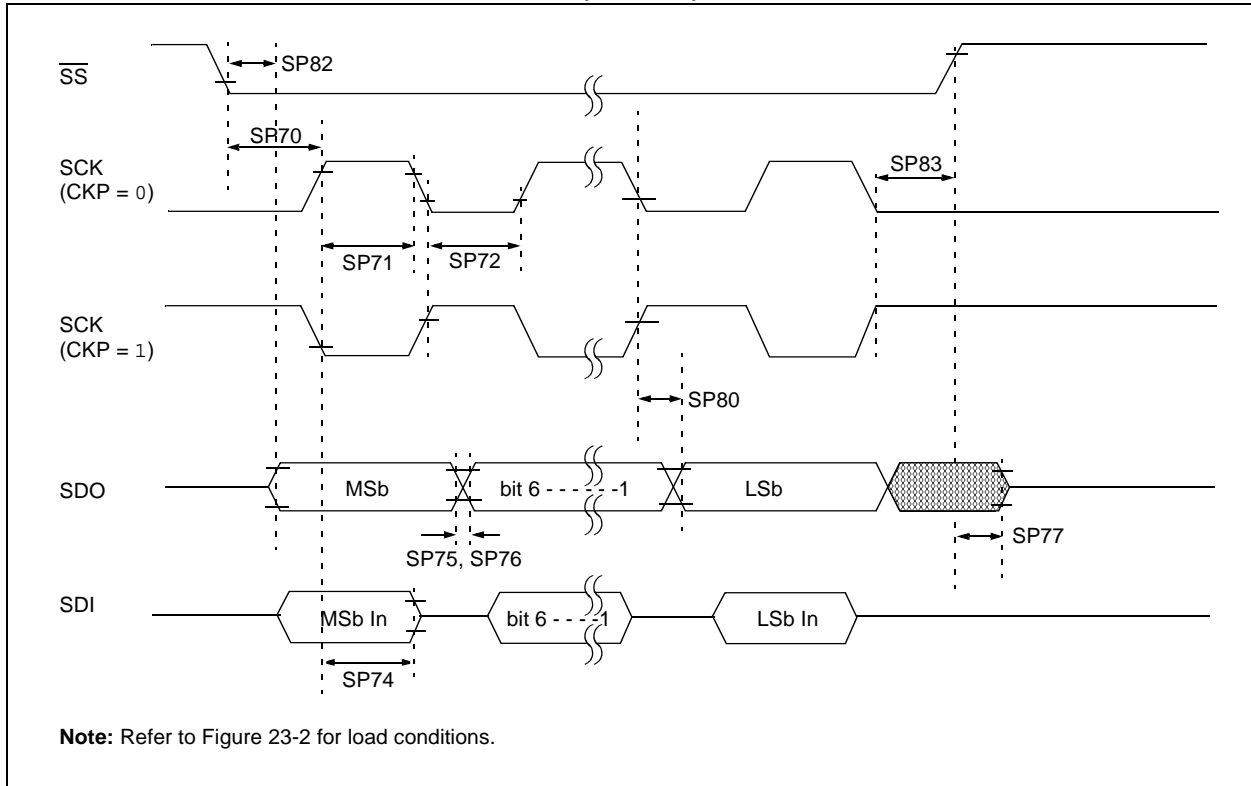 SS
SP82
SP70
SCK
(CKP = 0)
SP83
SP71
SP72
SCK
(CKP = 1)
SP80
SDO
MSb
bit 6 - - - - - -1
LSb
SP75, SP76
SP77
SDI
MSb In
bit 6 - - - -1
LSb In
SP74
Note: Refer to Figure 23-2 for load conditions.